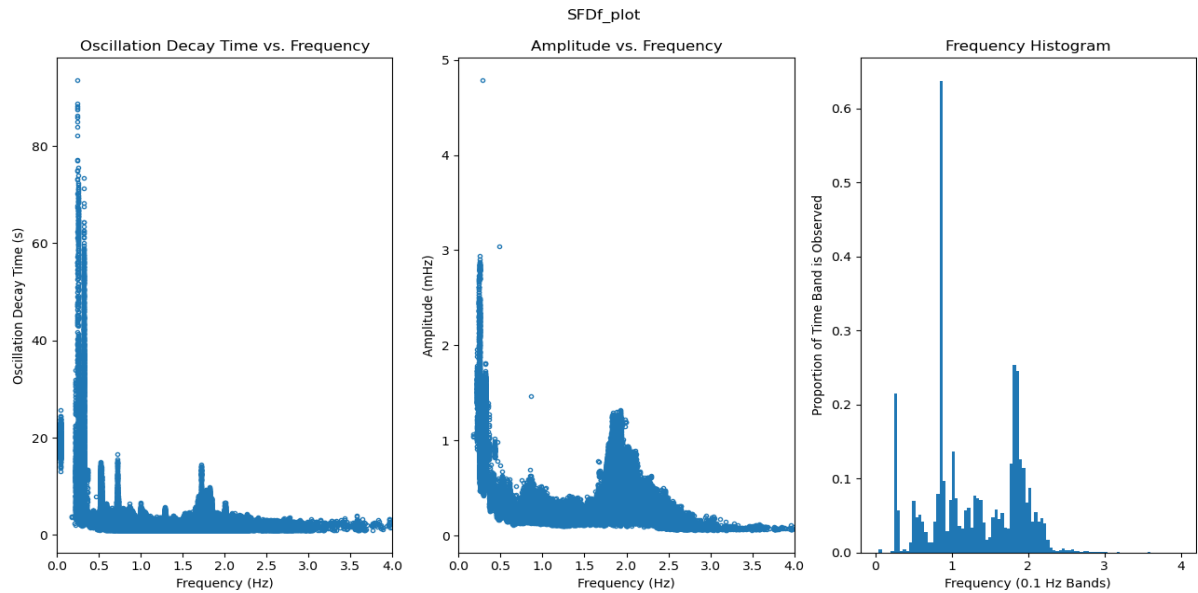 SFDf_plot
Oscillation Decay Time vs. Frequency
Amplitude vs. Frequency
Frequency Histogram
Oscillation Decay Time (s)
80
60
40
20
0
0.0 0.5 1.0 1.5 2.0 2.5 3.0 3.5 4.0
Frequency (Hz)
Amplitude (mHz)
5
4
3
2
1
0
0.0 0.5 1.0 1.5 2.0 2.5 3.0 3.5 4.0
Frequency (Hz)
Proportion of Time Band is Observed
0.6
0.5
0.4
0.3
0.2
0.1
0.0
0 1 2 3 4
Frequency (0.1 Hz Bands)